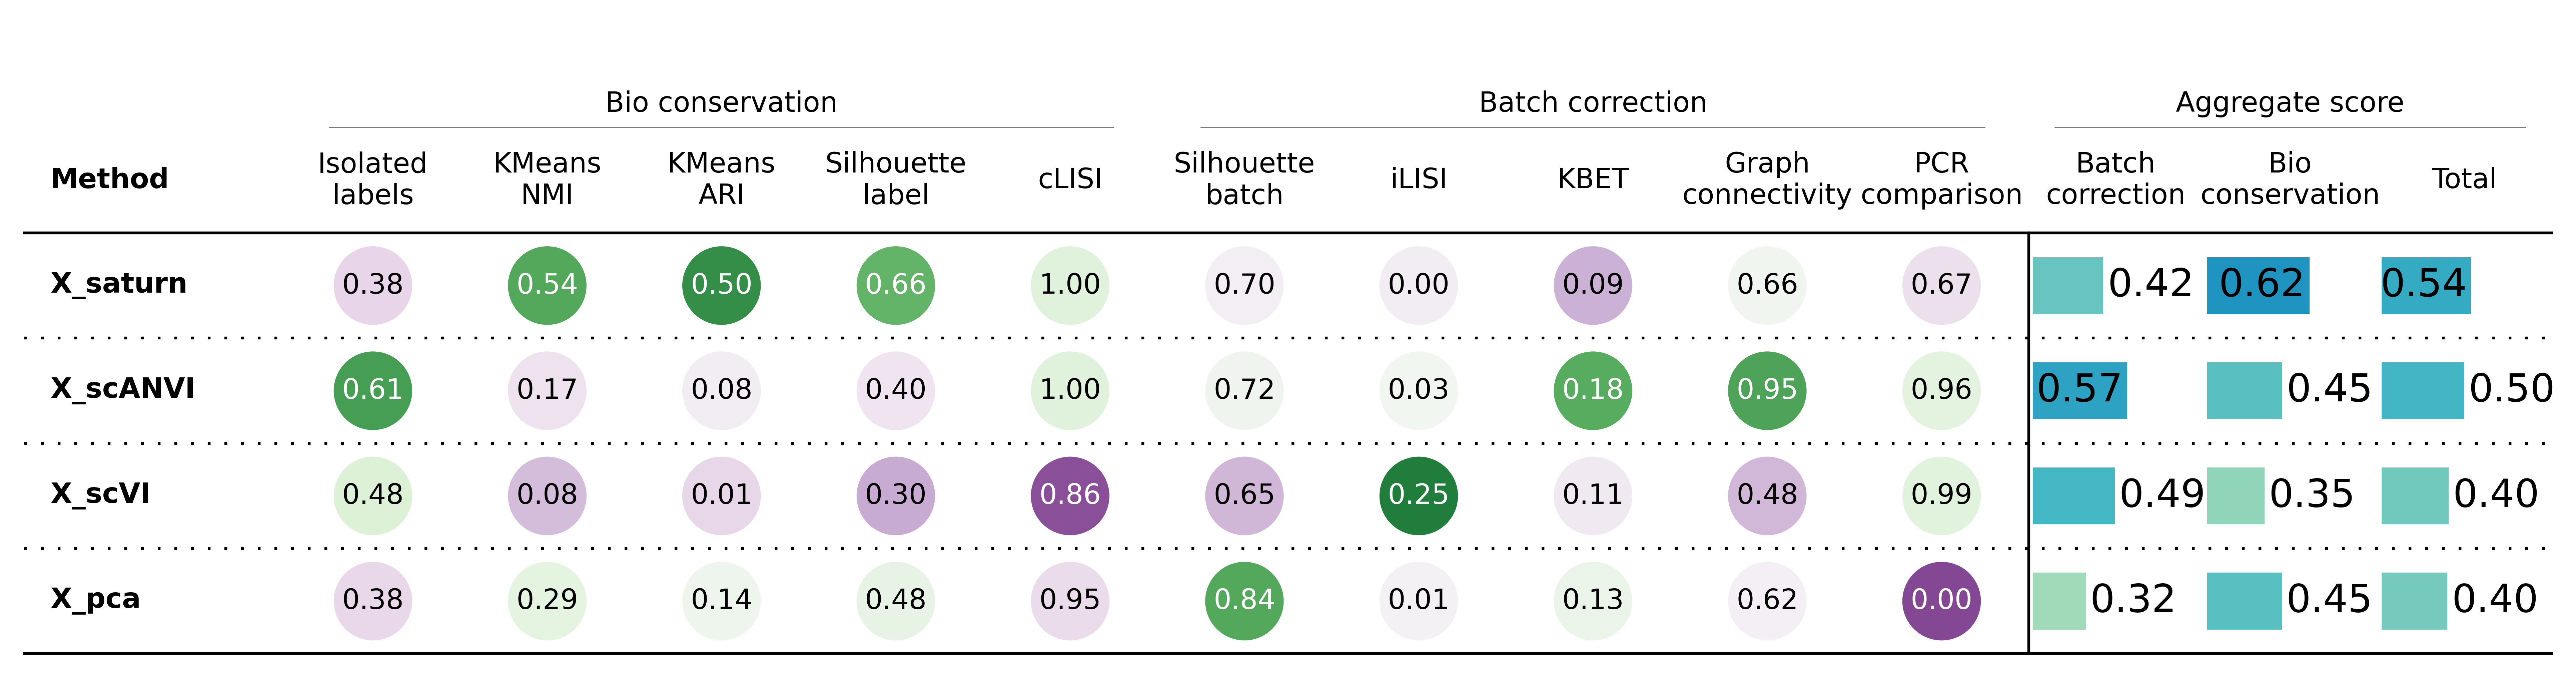 Bio conservation Batch correction Aggregate score
Method Isolated labels KMeans NMI KMeans ARI Silhouette label cLISI Silhouette batch iLISI KBET Graph connectivity PCR comparison Batch correction Bio conservation Total
X_saturn 0.38 0.54 0.50 0.66 1.00 0.70 0.00 0.09 0.66 0.67 0.42 0.62 0.54
X_scANVI 0.61 0.17 0.08 0.40 1.00 0.72 0.03 0.18 0.95 0.96 0.57 0.45 0.50
X_scVI 0.48 0.08 0.01 0.30 0.86 0.65 0.25 0.11 0.48 0.99 0.49 0.35 0.40
X_pca 0.38 0.29 0.14 0.48 0.95 0.84 0.01 0.13 0.62 0.00 0.32 0.45 0.40